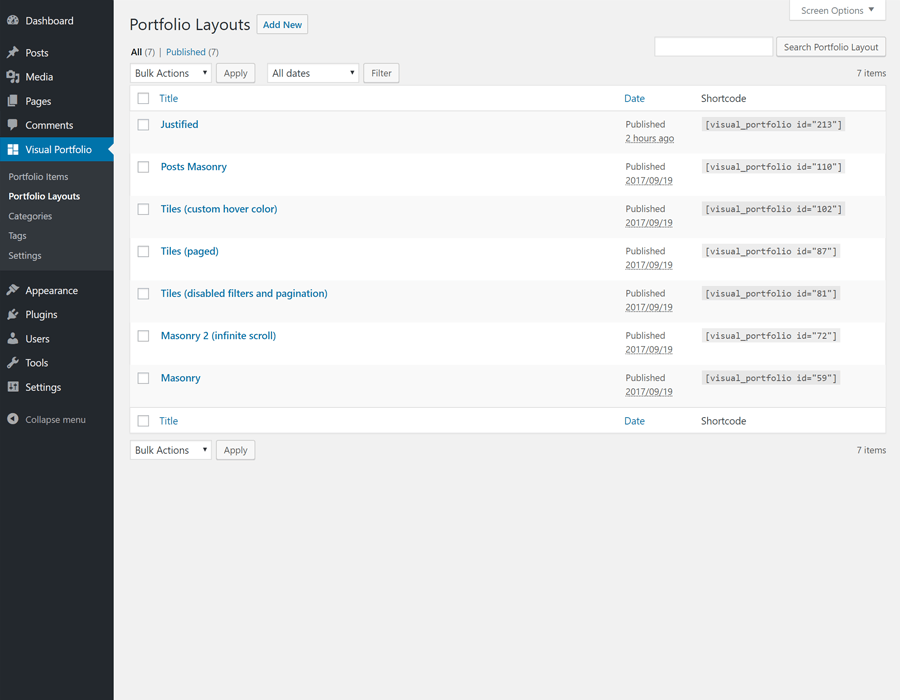 Dashboard
Posts
Media
Pages
Comments
Visual Portfolio
Portfolio Items
Portfolio Layouts
Categories
Tags
Settings
Appearance
Plugins
Users
Tools
Settings
Collapse menu
Screen Options
Portfolio Layouts Add New
All (7) | Published (7)
Search Portfolio Layout
Bulk Actions Apply All dates Filter 7 items
Title Date Shortcode
Justified Published [visual_portfolio id="213"]
2 hours ago
Posts Masonry Published [visual_portfolio id="110"]
2017/09/19
Tiles (custom hover color) Published [visual_portfolio id="102"]
2017/09/19
Tiles (paged) Published [visual_portfolio id="87"]
2017/09/19
Tiles (disabled filters and pagination) Published [visual_portfolio id="81"]
2017/09/19
Masonry 2 (infinite scroll) Published [visual_portfolio id="72"]
2017/09/19
Masonry Published [visual_portfolio id="59"]
2017/09/19
Title Date Shortcode
Bulk Actions Apply 7 items